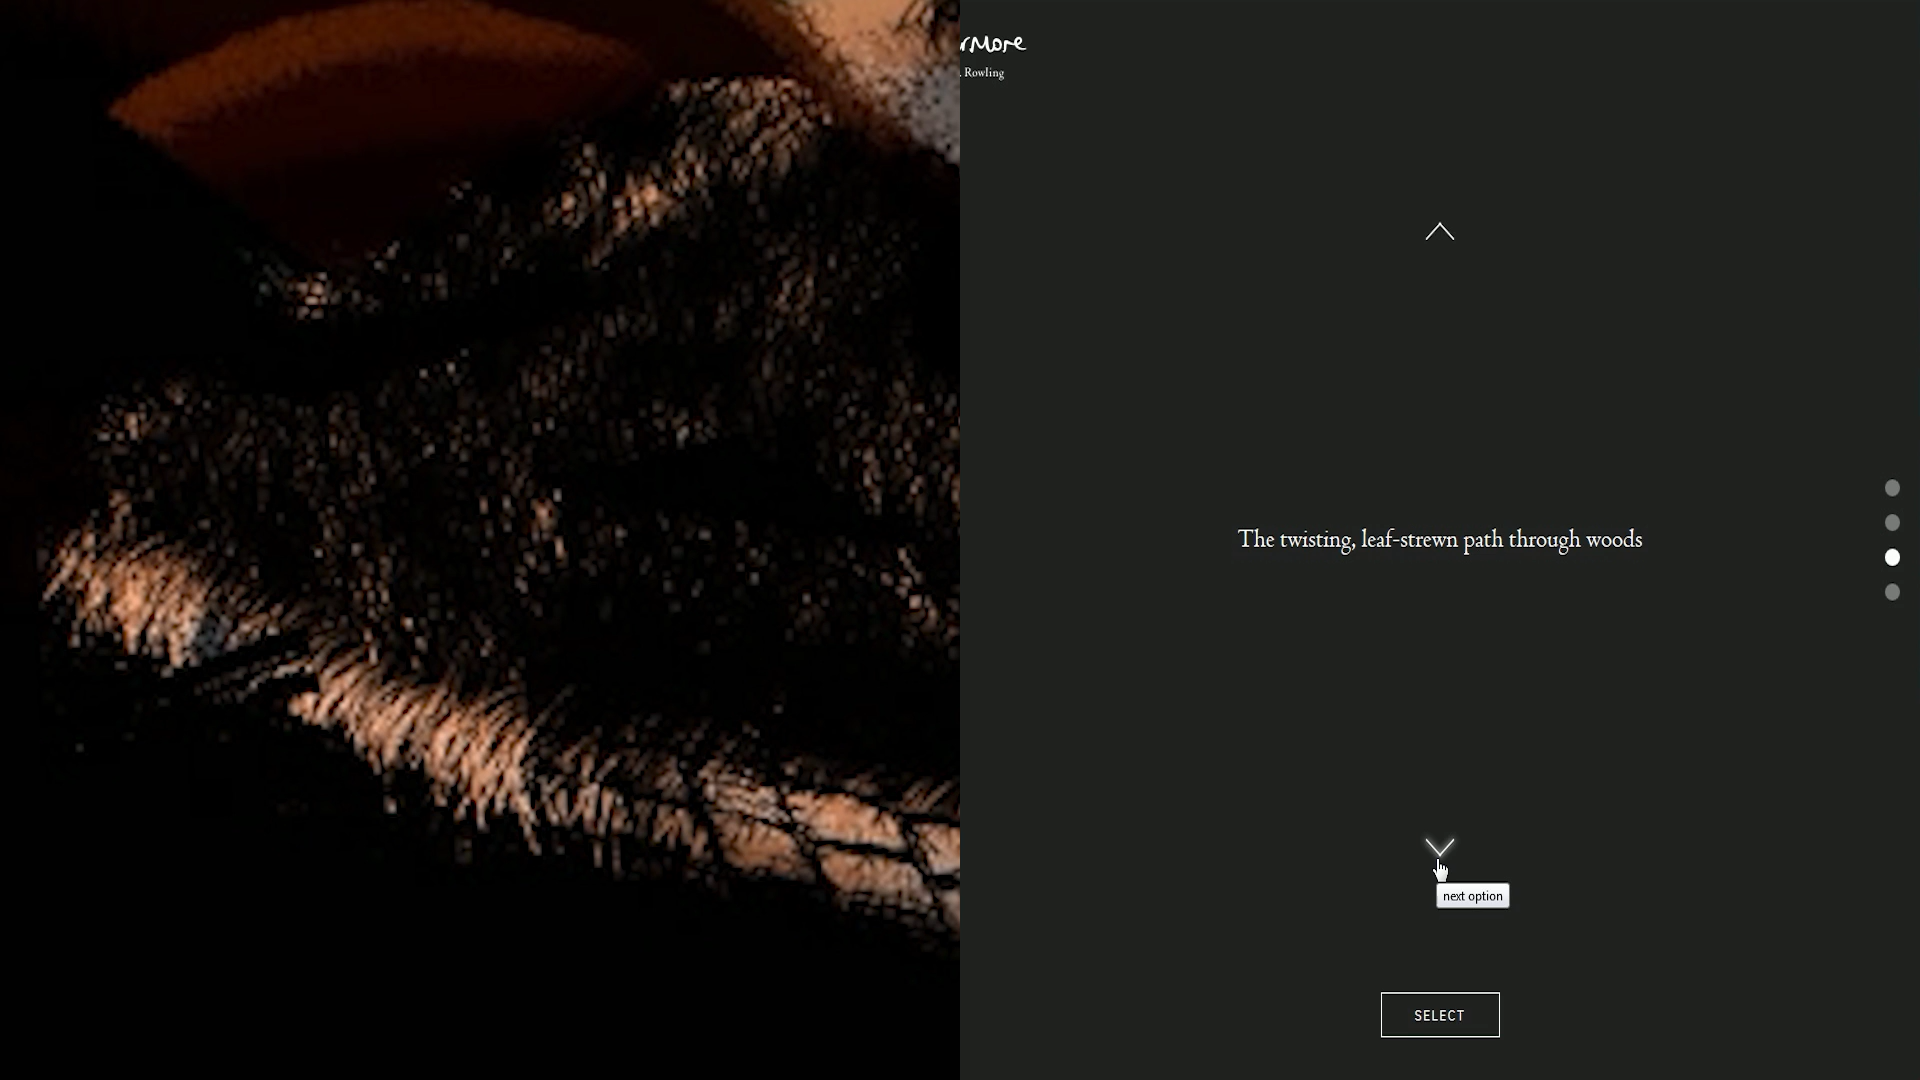 rMore
. Rowling
The twisting, leaf-strewn path through woods
next option
SELECT